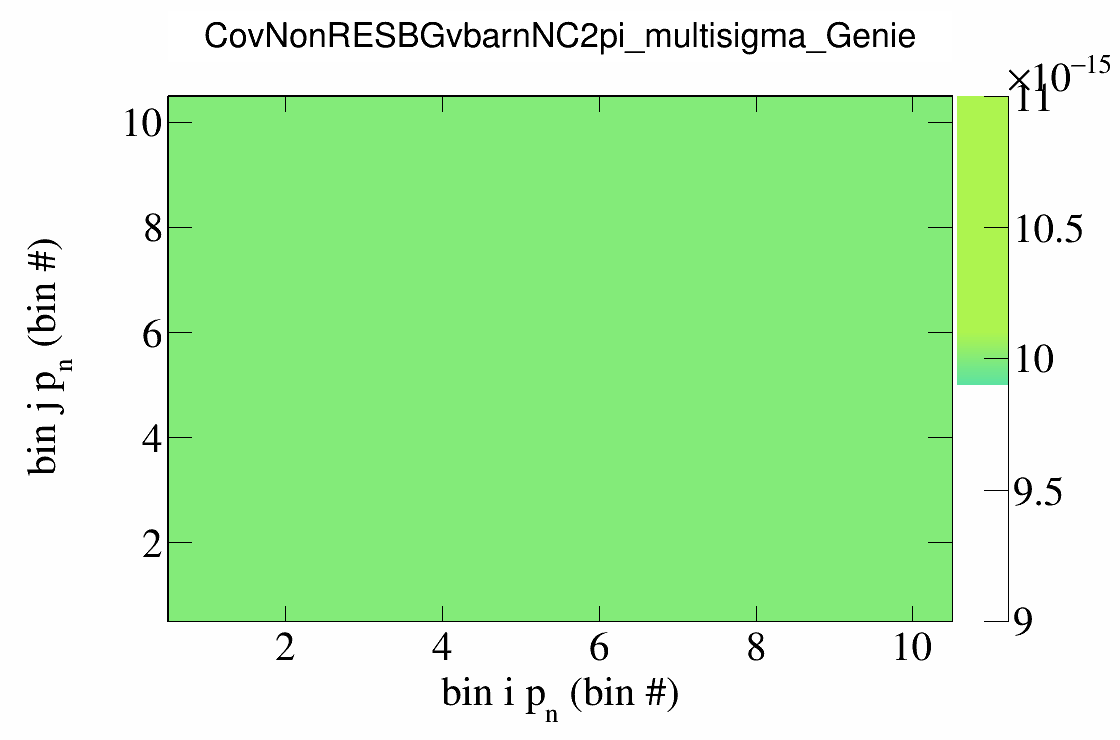 CovNonRESBGvbarnNC2pi_multisigma_Genie
×10⁻¹⁵
11
10.5
10
9.5
9
10
8
6
4
2
bin j pₙ (bin #)
2 4 6 8 10
bin i pₙ (bin #)